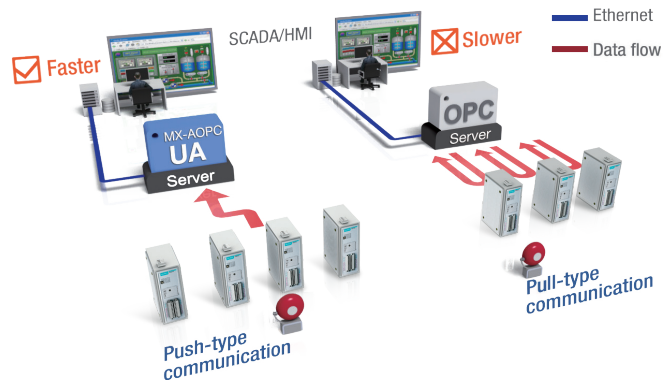 Faster
SCADA/HMI
Slower
Ethernet
Data flow
MX-AOPC
UA
Server
OPC
Server
Push-type
communication
Pull-type
communication